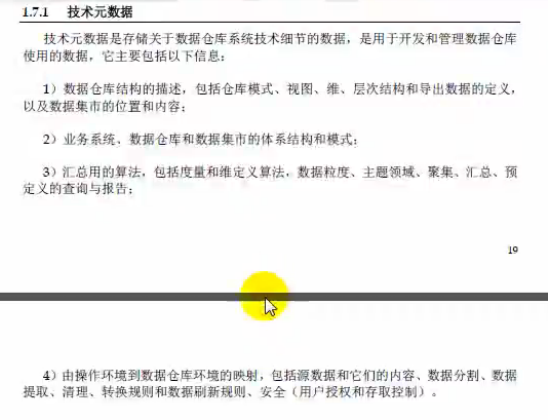 1.7.1 技术元数据
技术元数据是存储关于数据仓库系统技术细节的数据，是用于开发和管理数据仓库
使用的数据，它主要包括以下信息：
1）数据仓库结构的描述，包括仓库模式、视图、维、层次结构和导出数据的定义，
以及数据集市的位置和内容；
2）业务系统、数据仓库和数据集市的体系结构和模式；
3）汇总用的算法，包括度量和维定义算法，数据粒度、主题领域、聚集、汇总、预
定义的查询与报告；
19
4）由操作环境到数据仓库环境的映射，包括源数据和它们的内容、数据分割、数据
提取、清理、转换规则和数据刷新规则、安全（用户授权和存取控制）。